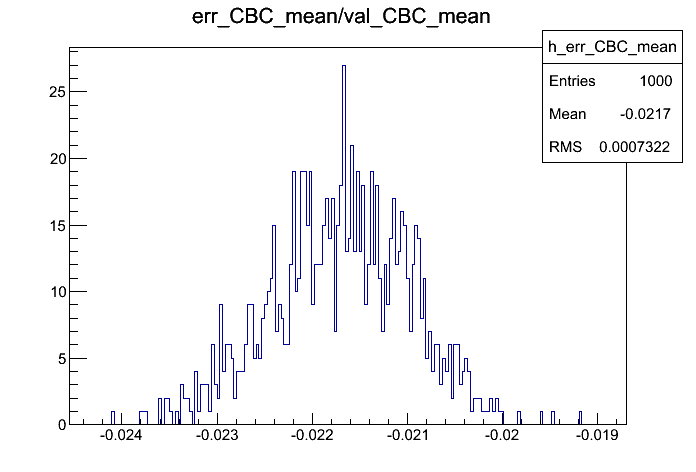 err_CBC_mean/val_CBC_mean
h_err_CBC_mean
Entries 1000
Mean -0.0217
RMS 0.0007322
25
20
15
10
5
0
-0.024 -0.023 -0.022 -0.021 -0.02 -0.019